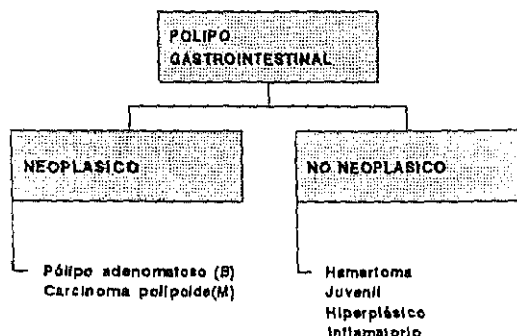 POLIPO
GASTROINTESTINAL
NEOPLASICO
NO NEOPLASICO
Pólipo adenomatoso (B)
Carcinoma polipoide(M)
Hamartoma
Juvenil
Hiperplásico
Inflamatorio